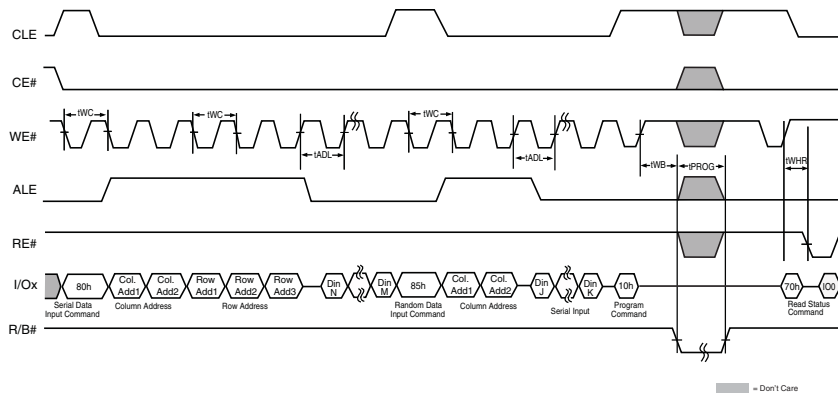 CLE
CE#
tWC
tWC
tWC
WE#
tADL
tADL
tWB
tPROG
tWHR
ALE
RE#
I/Ox
80h
Col. Add1
Col. Add2
Row Add1
Row Add2
Row Add3
Din N
Din M
85h
Col. Add1
Col. Add2
Din J
Din K
10h
70h
IO0
Serial Data Input Command
Column Address
Row Address
Random Data Input Command
Column Address
Serial Input
Program Command
Read Status Command
R/B#
= Don't Care